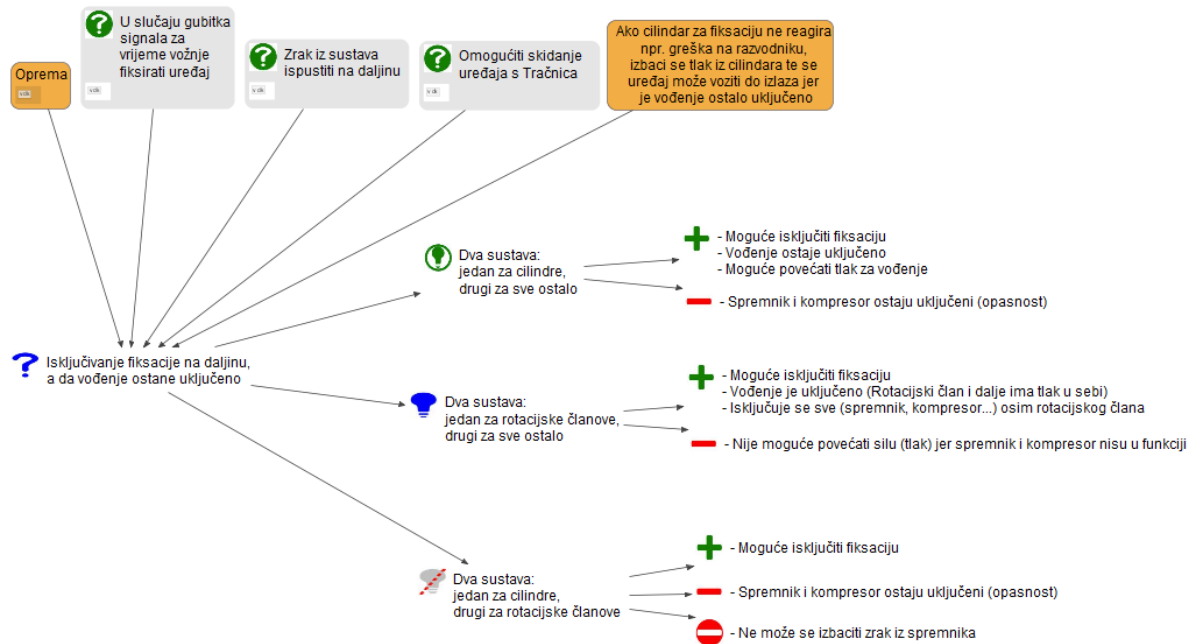 Oprema
U slučaju gubitka
signala za
vrijeme vožnje
fiksirati uređaj
Zrak iz sustava
ispustiti na daljinu
Omogućiti skidanje
uređaja s Tračnica
Ako cilindar za fiksaciju ne reagira
npr. greška na razvodniku,
izbaci se tlak iz cilindara te se
uređaj može voziti do izlaza jer
je vođenje ostalo uključeno
Isključivanje fiksacije na daljinu,
a da vođenje ostane uključeno
Dva sustava:
jedan za cilindre,
drugi za sve ostalo
- Moguće isključiti fiksaciju
- Vođenje ostaje uključeno
- Moguće povećati tlak za vođenje
- Spremnik i kompresor ostaju uključeni (opasnost)
Dva sustava:
jedan za rotacijske članove,
drugi za sve ostalo
- Moguće isključiti fiksaciju
- Vođenje je uključeno (Rotacijski član i dalje ima tlak u sebi)
- Isključuje se sve (spremnik, kompresor...) osim rotacijskog člana
- Nije moguće povećati silu (tlak) jer spremnik i kompresor nisu u funkciji
Dva sustava:
jedan za cilindre,
drugi za rotacijske članove
- Moguće isključiti fiksaciju
- Spremnik i kompresor ostaju uključeni (opasnost)
- Ne može se izbaciti zrak iz spremnika